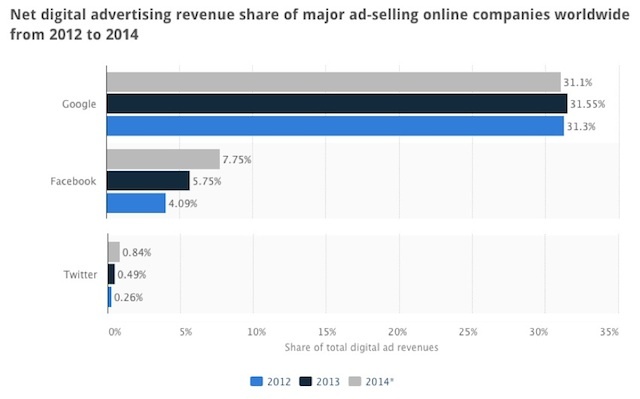 Net digital advertising revenue share of major ad-selling online companies worldwide
from 2012 to 2014
31.1%
Google
31.55%
31.3%
7.75%
Facebook
5.75%
4.09%
0.84%
Twitter
0.49%
0.26%
0% 5% 10% 15% 20% 25% 30% 35%
Share of total digital ad revenues
2012 2013 2014*